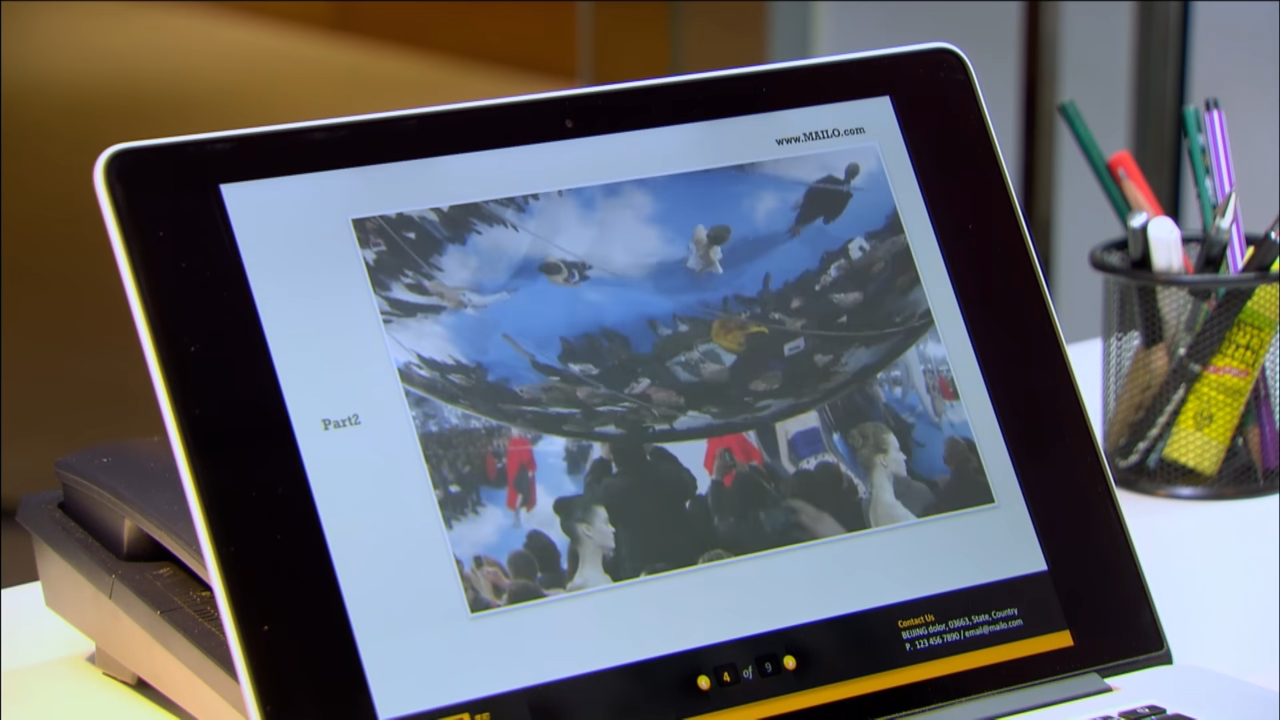 www.MAILO.com
Part2
Contact Us
BEIJING dolor, 03663, State, Country
P. 123 456 7890 / email@mailo.com
4 of 9